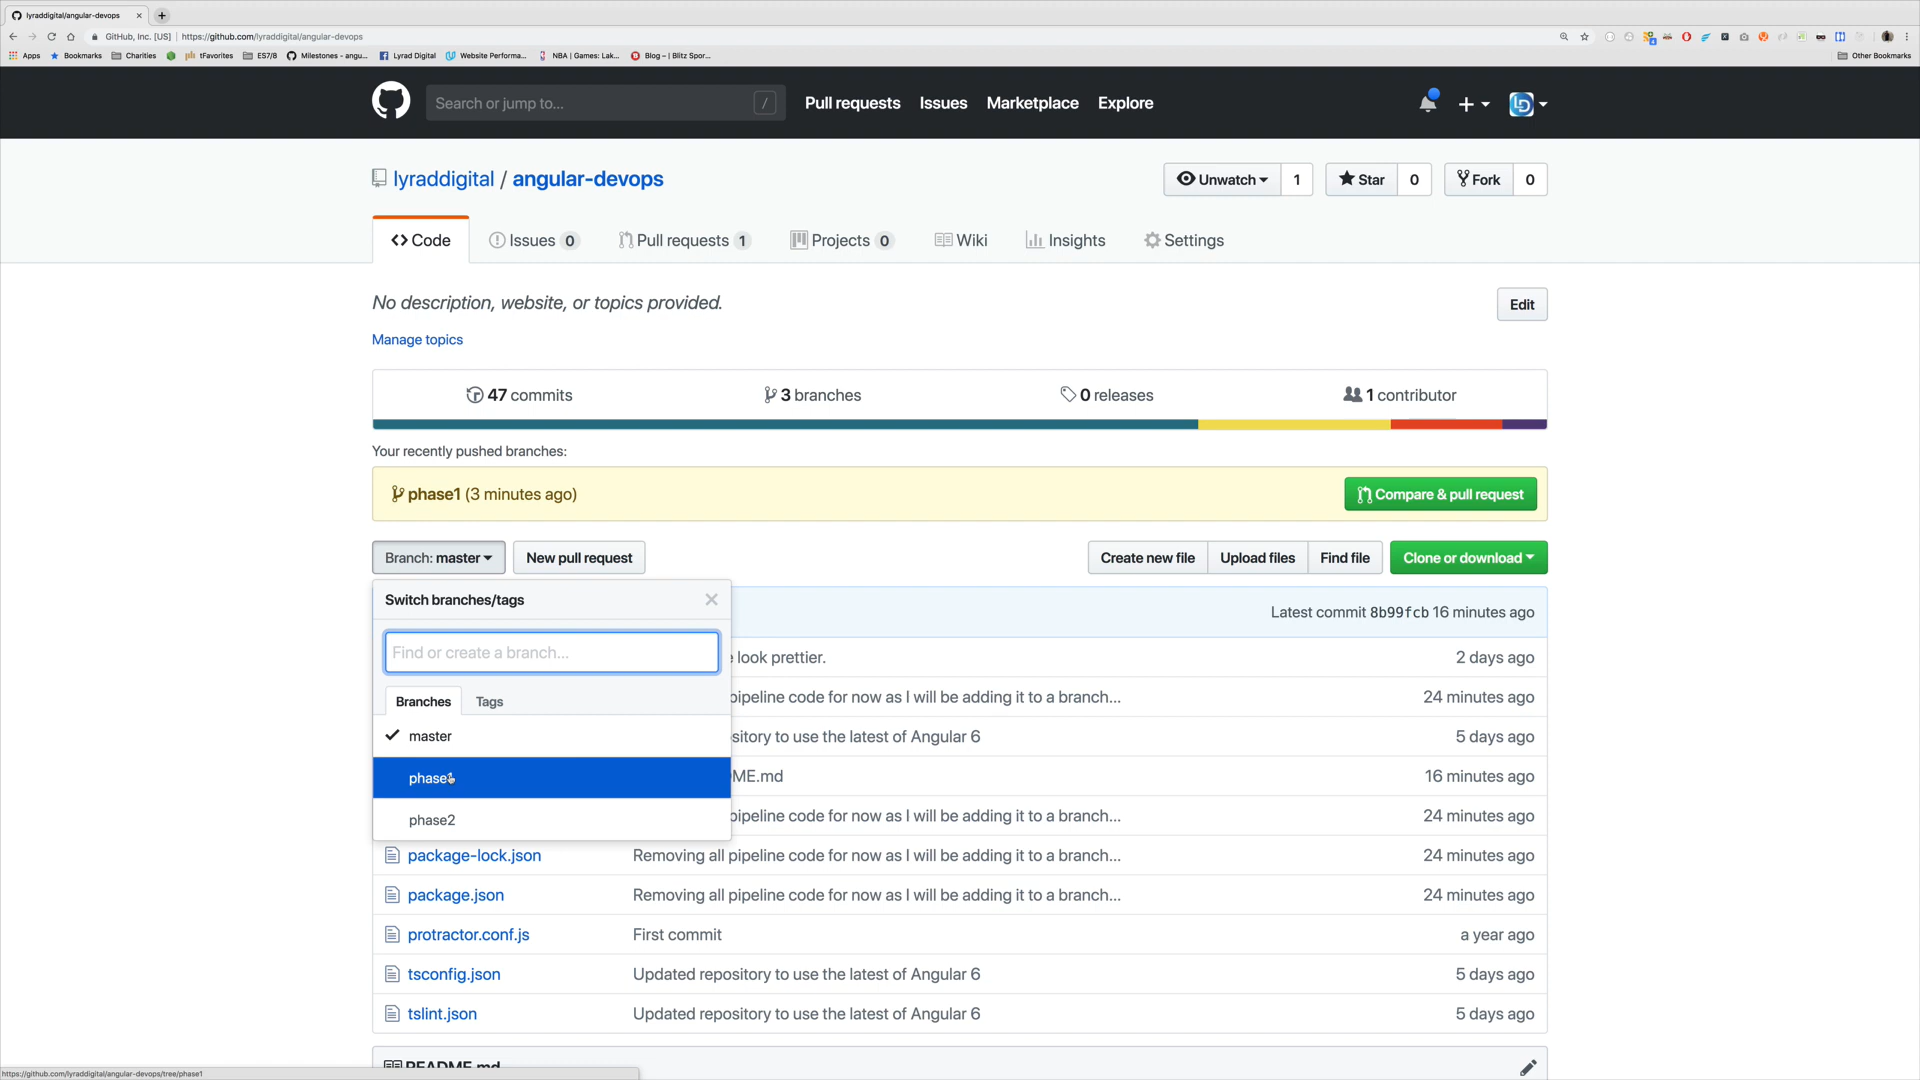 lyraddigital/angular-devops
GitHub, Inc. [US] | https://github.com/lyraddigital/angular-devops
Apps Bookmarks Charities tFavorites ES7/8 Milestones - angu... Lyrad Digital Website Performa... NBA | Games: Lak... Blog – | Blitz Spor... Other Bookmarks
Search or jump to... / Pull requests Issues Marketplace Explore
lyraddigital / angular-devops
Unwatch 1 Star 0 Fork 0
Code Issues 0 Pull requests 1 Projects 0 Wiki Insights Settings
No description, website, or topics provided. Edit
Manage topics
47 commits 3 branches 0 releases 1 contributor
Your recently pushed branches:
phase1 (3 minutes ago) Compare & pull request
Branch: master New pull request Create new file Upload files Find file Clone or download
Switch branches/tags
Latest commit 8b99fcb 16 minutes ago
Find or create a branch...
look prettier. 2 days ago
Branches Tags
pipeline code for now as I will be adding it to a branch... 24 minutes ago
master
sitory to use the latest of Angular 6 5 days ago
phase1
ME.md 16 minutes ago
phase2
pipeline code for now as I will be adding it to a branch... 24 minutes ago
package-lock.json Removing all pipeline code for now as I will be adding it to a branch... 24 minutes ago
package.json Removing all pipeline code for now as I will be adding it to a branch... 24 minutes ago
protractor.conf.js First commit a year ago
tsconfig.json Updated repository to use the latest of Angular 6 5 days ago
tslint.json Updated repository to use the latest of Angular 6 5 days ago
README.md
https://github.com/lyraddigital/angular-devops/tree/phase1